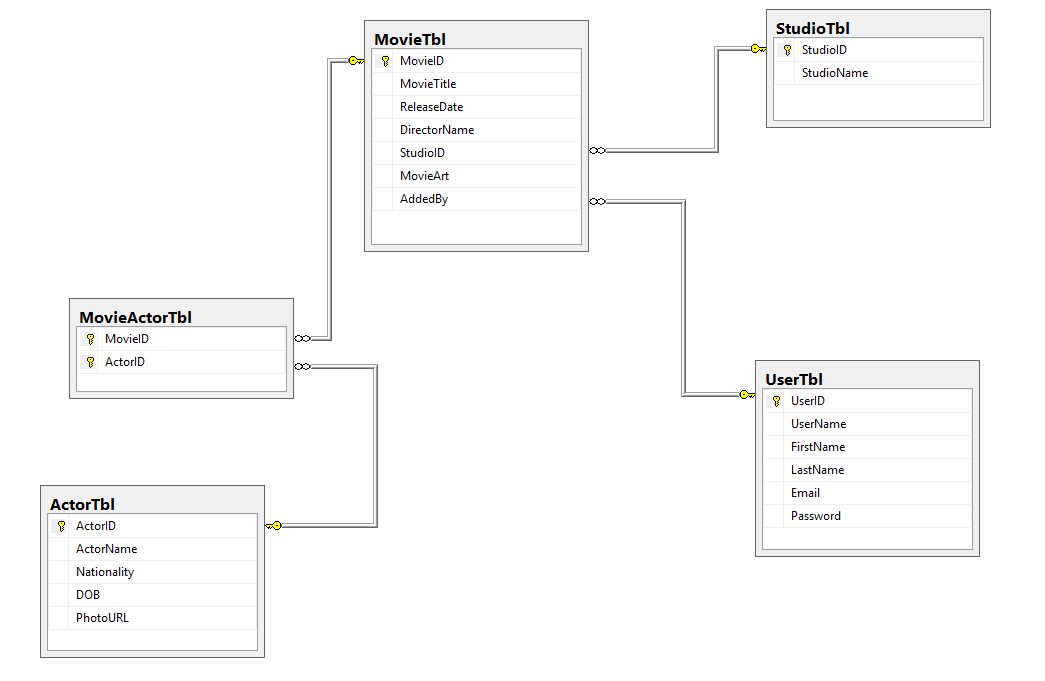 MovieTbl
MovieID
MovieTitle
ReleaseDate
DirectorName
StudioID
MovieArt
AddedBy
StudioTbl
StudioID
StudioName
MovieActorTbl
MovieID
ActorID
UserTbl
UserID
UserName
FirstName
LastName
Email
Password
ActorTbl
ActorID
ActorName
Nationality
DOB
PhotoURL